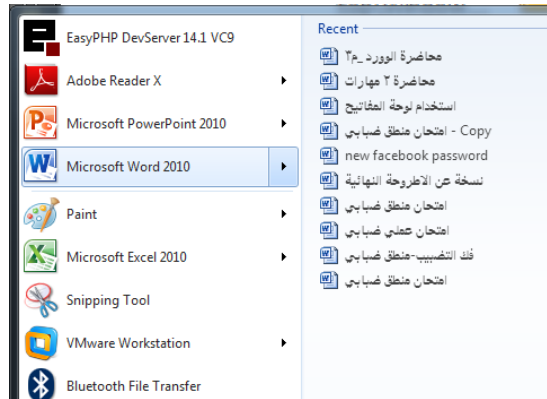 EasyPHP DevServer 14.1 VC9
Adobe Reader X
Microsoft PowerPoint 2010
Microsoft Word 2010
Paint
Microsoft Excel 2010
Snipping Tool
VMware Workstation
Bluetooth File Transfer
Recent
محاضرة الوورد _م٣
محاضرة ٢ مهارات
استخدام لوحة المفاتيح
امتحان منطق ضبابي - Copy
new facebook password
نسخة عن الاطروحة النهائية
امتحان منطق ضبابي
امتحان عملي ضبابي
فك التضبيب-منطق ضبابي
امتحان منطق ضبابي